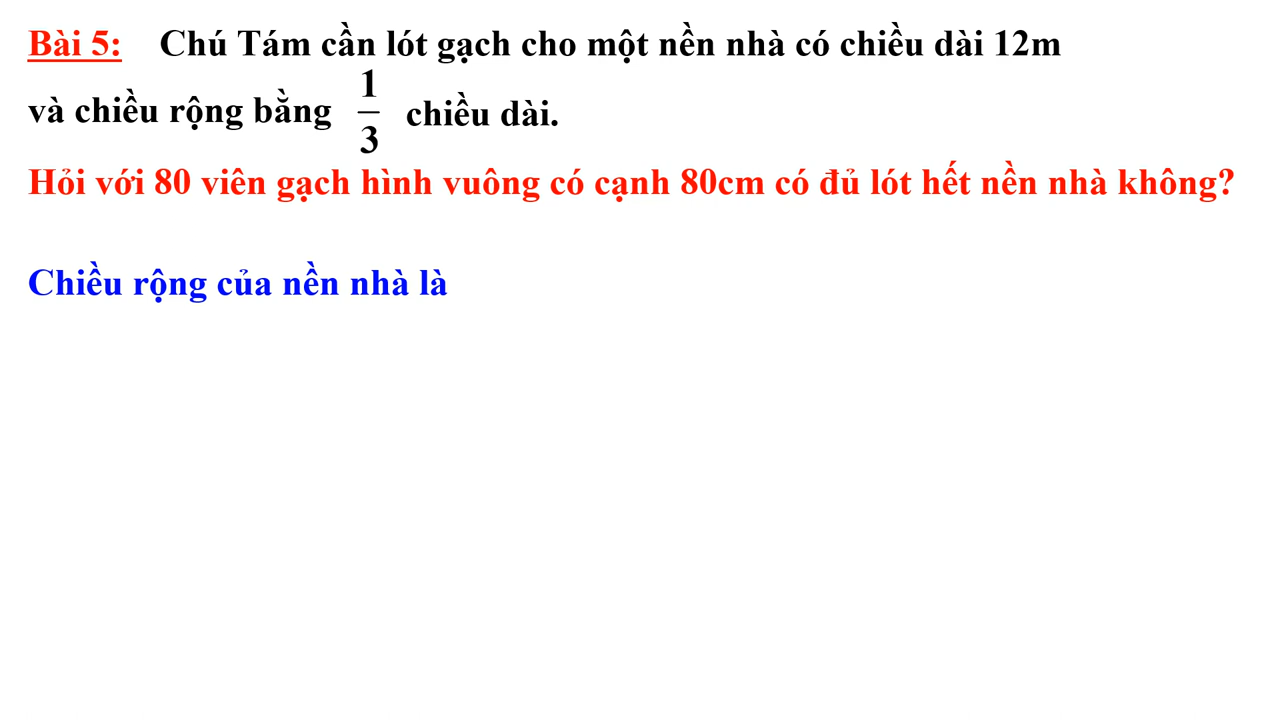 Bài 5: Chú Tám cần lót gạch cho một nền nhà có chiều dài 12m
và chiều rộng bằng 1/3 chiều dài.
Hỏi với 80 viên gạch hình vuông có cạnh 80cm có đủ lót hết nền nhà không?
Chiều rộng của nền nhà là